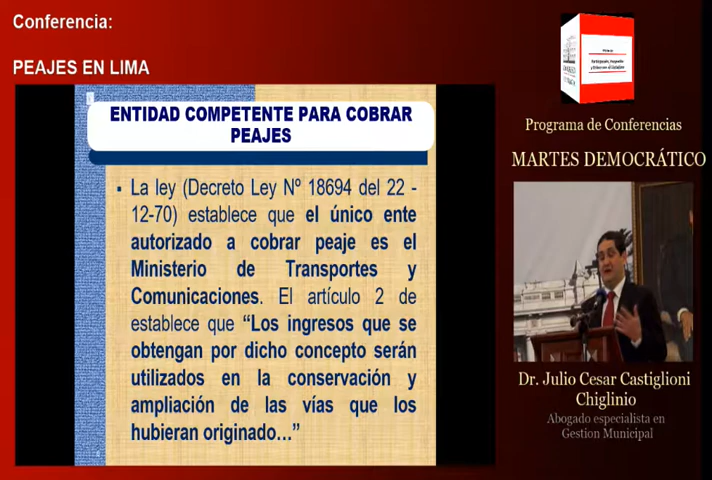 Conferencia:
PEAJES EN LIMA
ENTIDAD COMPETENTE PARA COBRAR
PEAJES
▪ La ley (Decreto Ley Nº 18694 del 22 -
12-70) establece que el único ente
autorizado a cobrar peaje es el
Ministerio de Transportes y
Comunicaciones. El artículo 2 de
establece que “Los ingresos que se
obtengan por dicho concepto serán
utilizados en la conservación y
ampliación de las vías que los
hubieran originado...”
Programa de Conferencias
MARTES DEMOCRÁTICO
Dr. Julio Cesar Castiglioni
Chiglinio
Abogado especialista en
Gestion Municipal